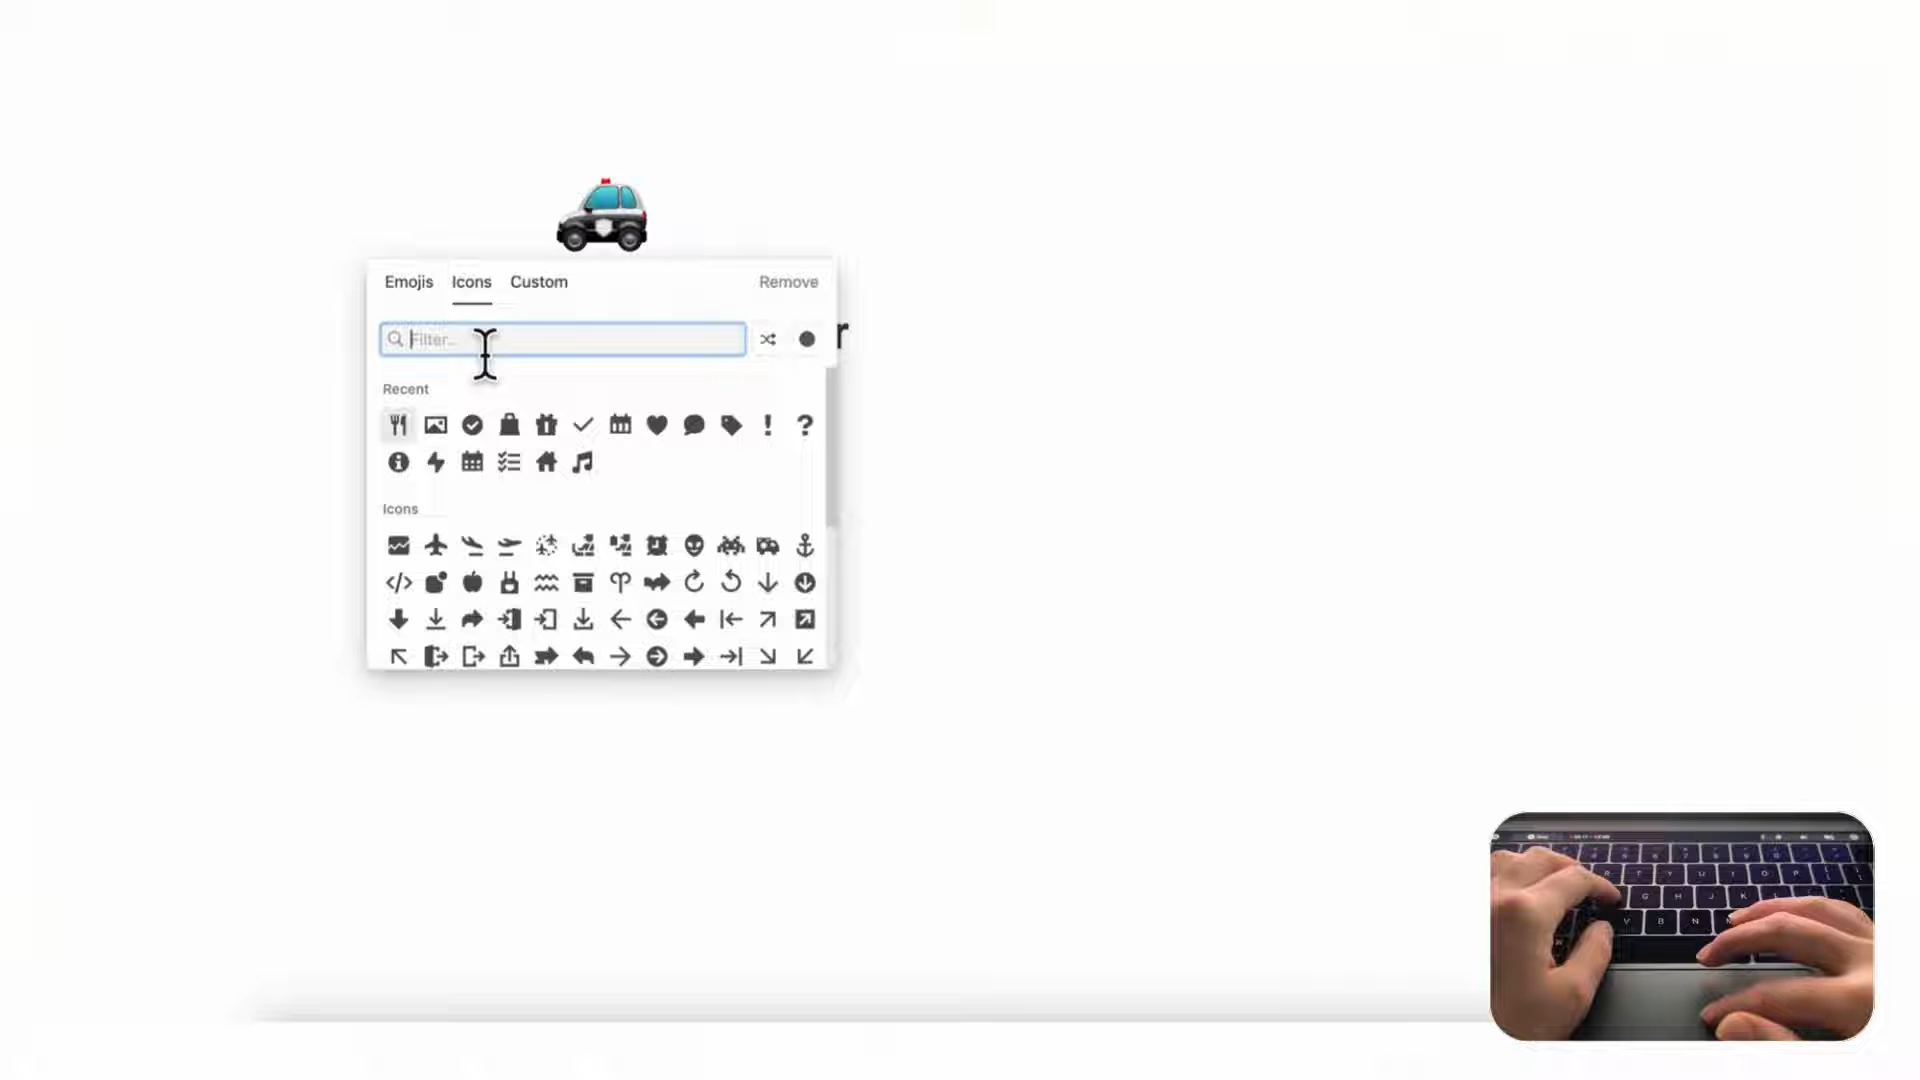 Emojis Icons Custom Remove
Filter...
r
Recent
Icons
R T Y U I O P
G H J K L
V B N